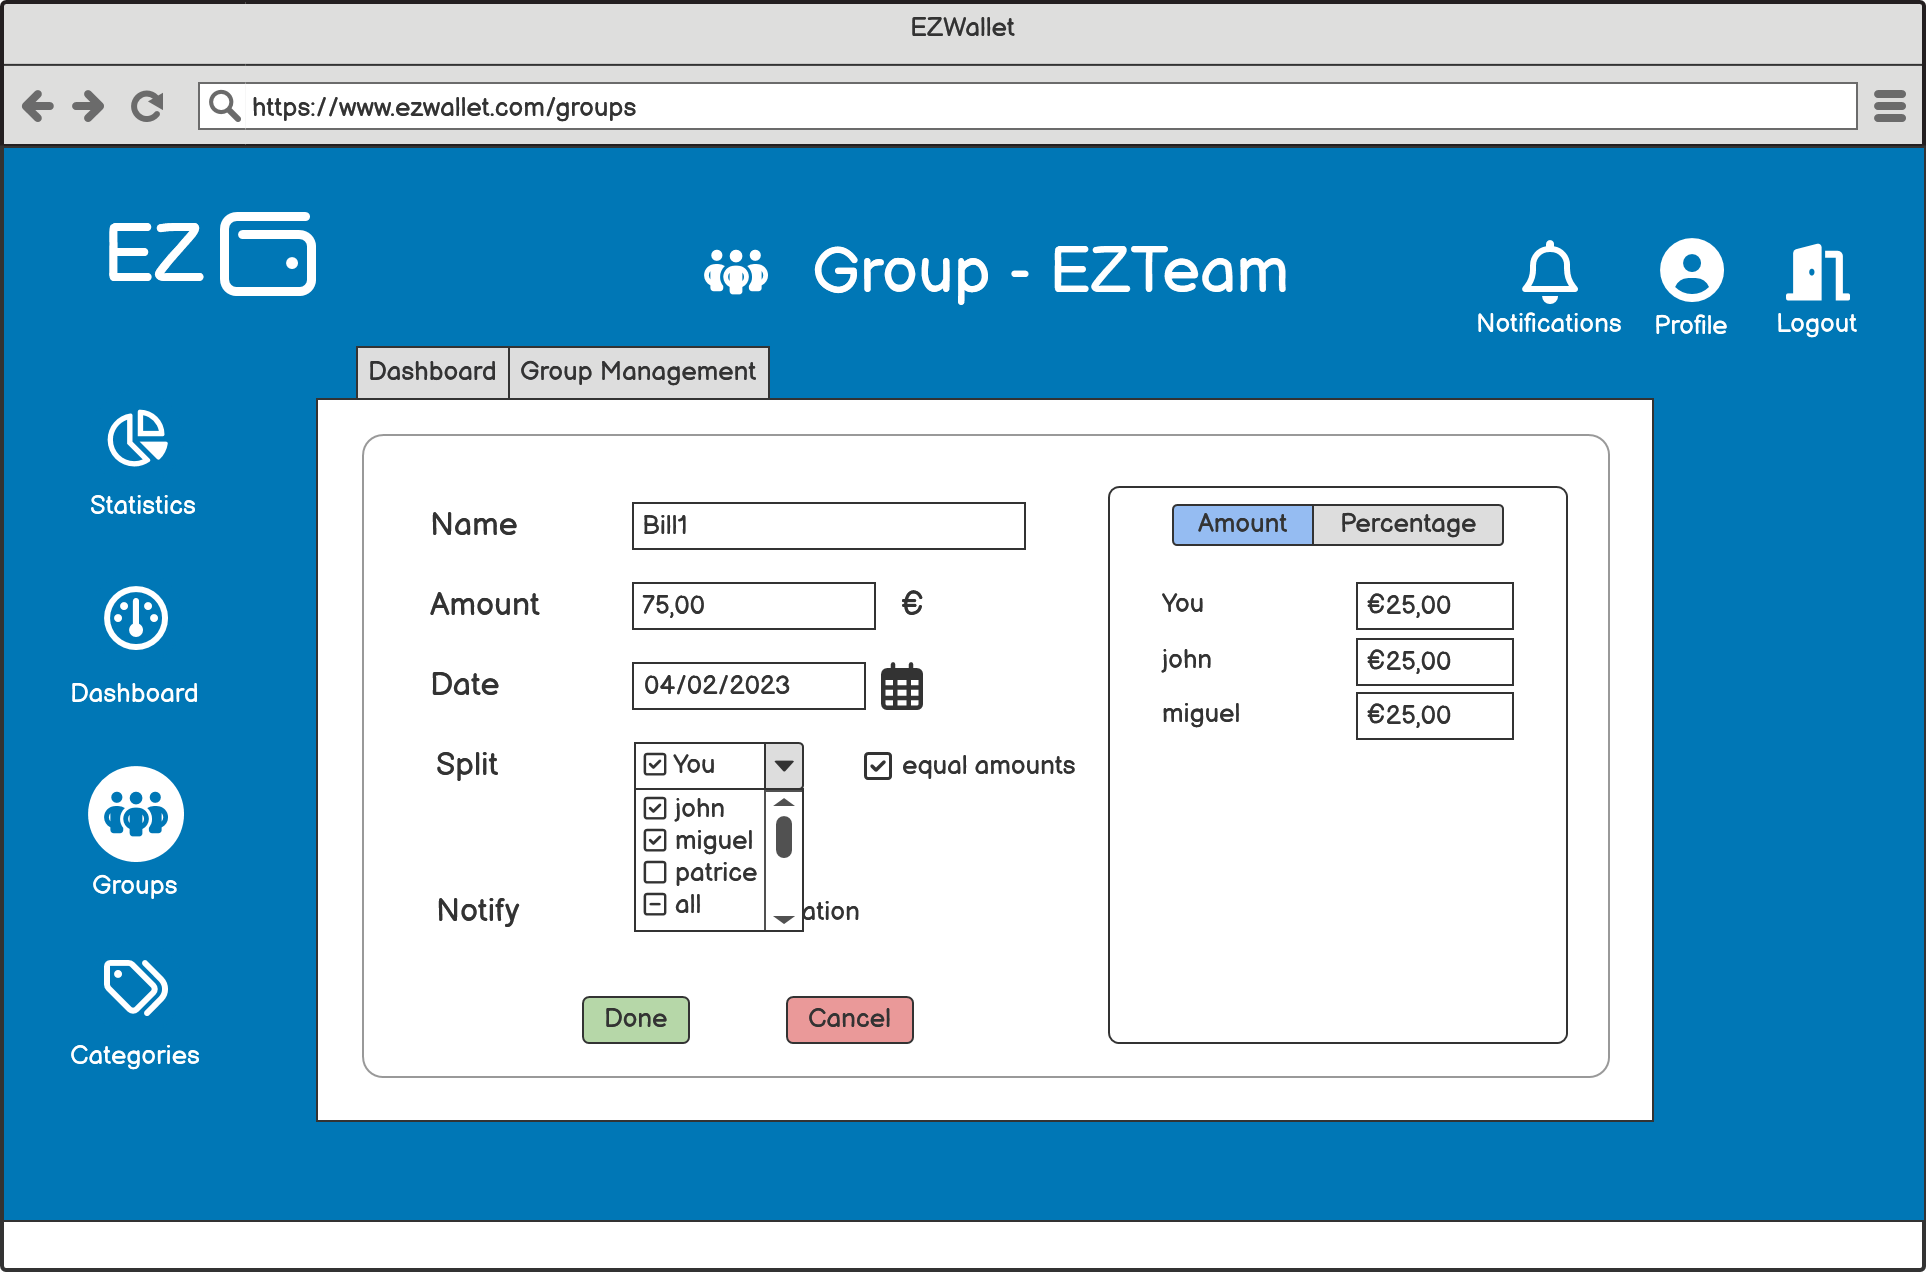 EZWallet
https://www.ezwallet.com/groups
EZ
Group - EZTeam
Notifications
Profile
Logout
Dashboard
Group Management
Statistics
Dashboard
Groups
Categories
Name
Bill1
Amount
75,00
€
Date
04/02/2023
Split
You
equal amounts
john
miguel
patrice
all
Notify
ation
Done
Cancel
Amount
Percentage
You
€25,00
john
€25,00
miguel
€25,00